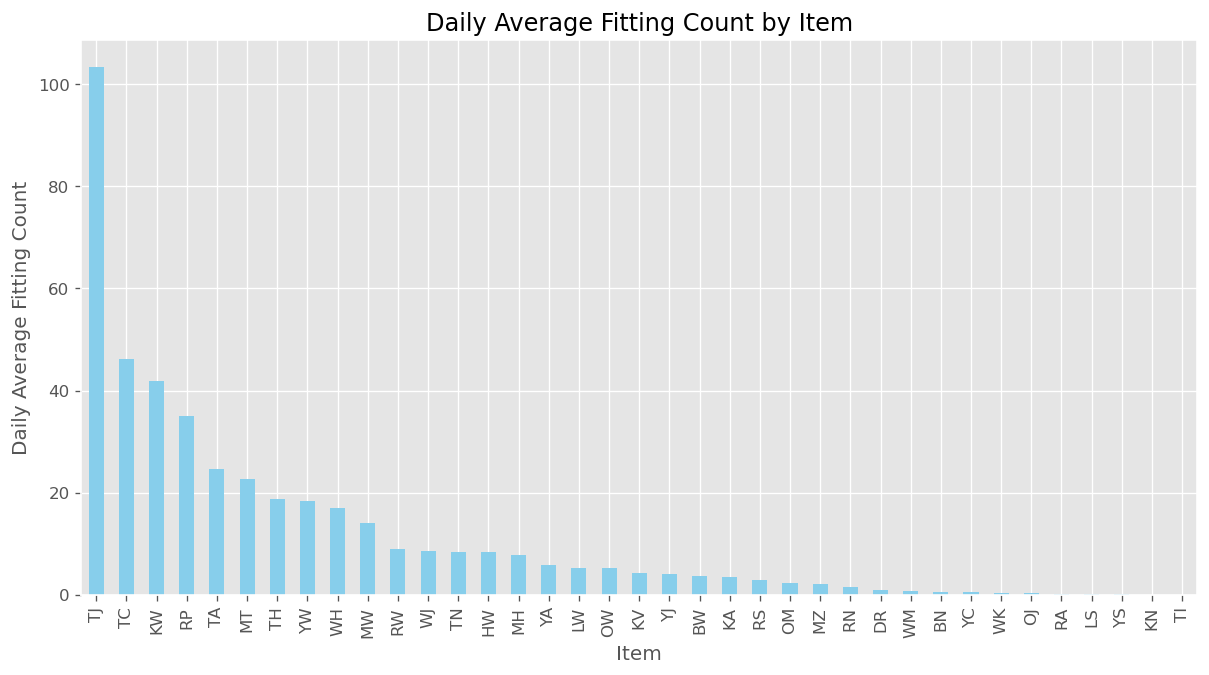 Daily Average Fitting Count by Item
Daily Average Fitting Count
100
80
60
40
20
0
TJ
TC
KW
RP
TA
MT
TH
YW
WH
MW
RW
WJ
TN
HW
MH
YA
LW
OW
KV
YJ
BW
KA
RS
OM
MZ
RN
DR
WM
BN
YC
WK
OJ
RA
LS
YS
KN
TI
Item